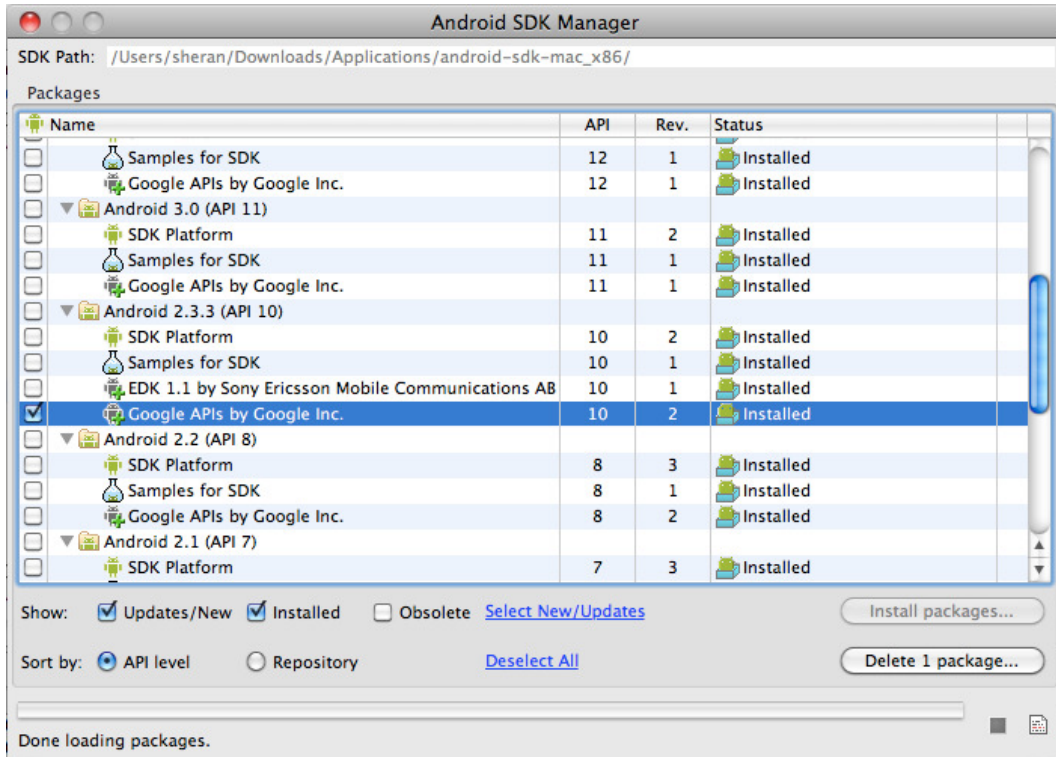 Android SDK Manager
SDK Path: /Users/sheran/Downloads/Applications/android-sdk-mac_x86/
Packages
Name API Rev. Status
Samples for SDK 12 1 Installed
Google APIs by Google Inc. 12 1 Installed
Android 3.0 (API 11)
SDK Platform 11 2 Installed
Samples for SDK 11 1 Installed
Google APIs by Google Inc. 11 1 Installed
Android 2.3.3 (API 10)
SDK Platform 10 2 Installed
Samples for SDK 10 1 Installed
EDK 1.1 by Sony Ericsson Mobile Communications AB 10 1 Installed
Google APIs by Google Inc. 10 2 Installed
Android 2.2 (API 8)
SDK Platform 8 3 Installed
Samples for SDK 8 1 Installed
Google APIs by Google Inc. 8 2 Installed
Android 2.1 (API 7)
SDK Platform 7 3 Installed
Show: Updates/New Installed Obsolete Select New/Updates Install packages...
Sort by: API level Repository Deselect All Delete 1 package...
Done loading packages.